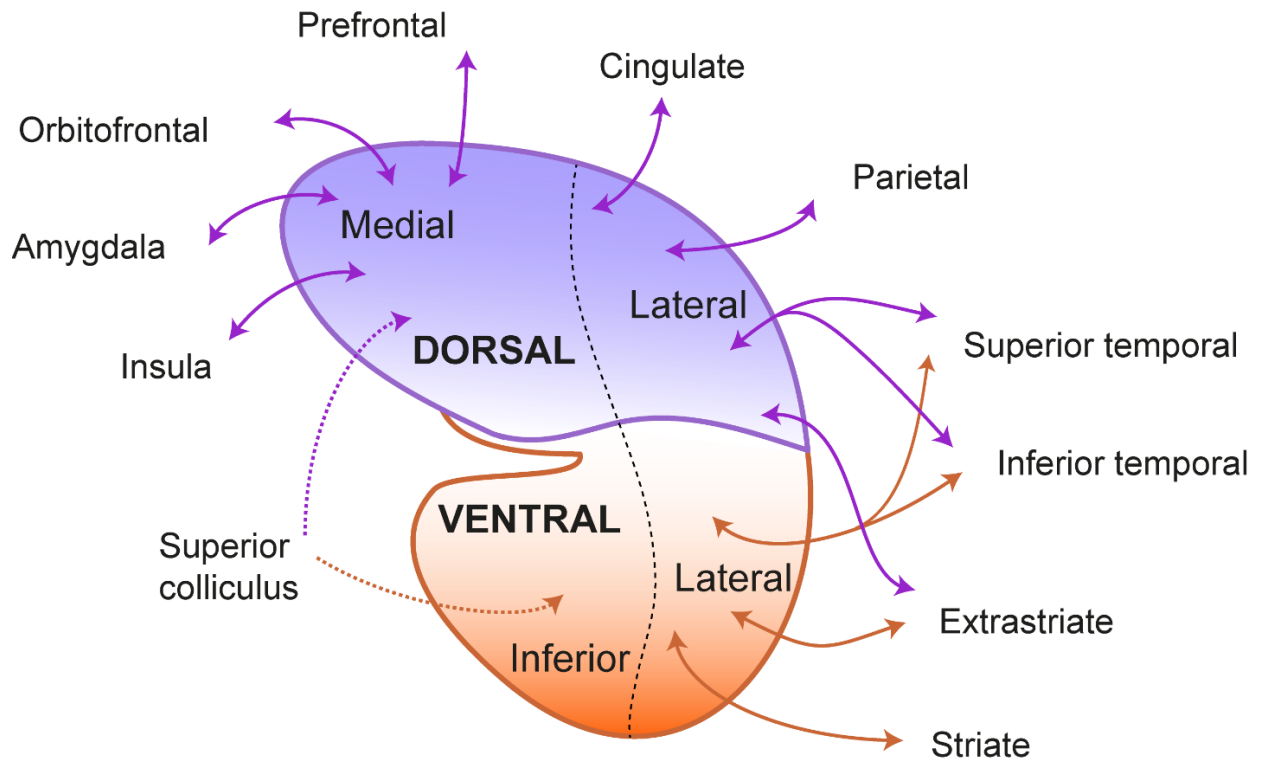 Prefrontal
Cingulate
Orbitofrontal
Parietal
Medial
Amygdala
Lateral
Superior temporal
DORSAL
Insula
Inferior temporal
VENTRAL
Superior
colliculus
Lateral
Extrastriate
Inferior
Striate